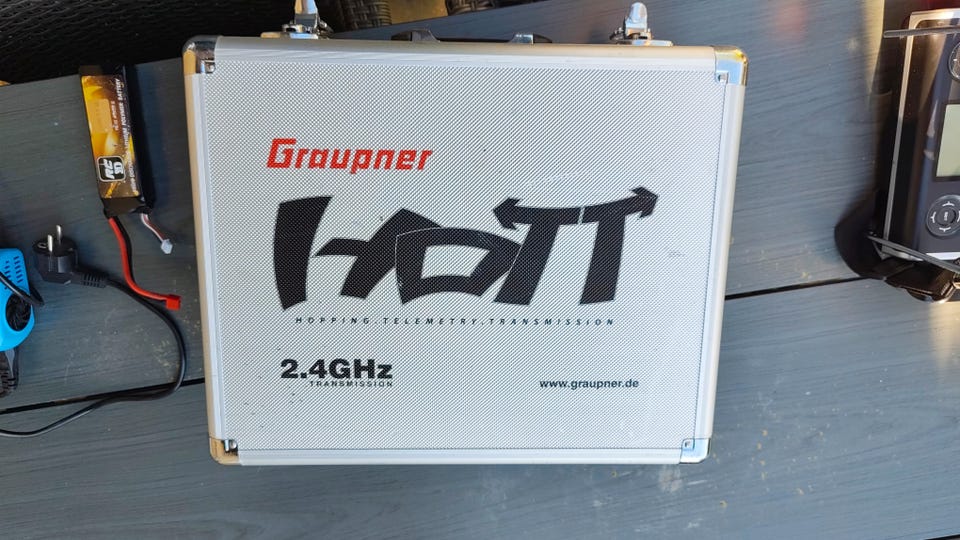 Graupner
HOTT
HOPPING.TELEMETRY.TRANSMISSION
2.4GHz
TRANSMISSION
www.graupner.de